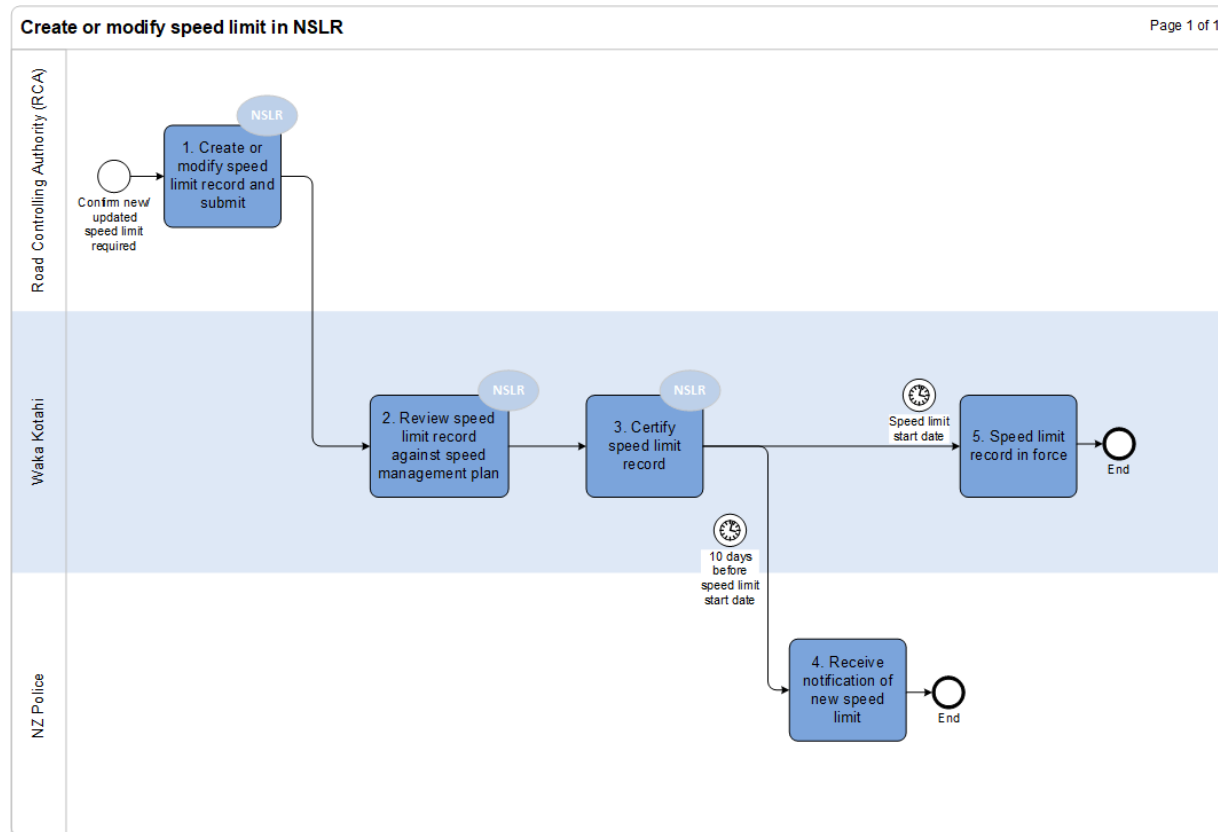 Create or modify speed limit in NSLR
Page 1 of 1
Road Controlling Authority (RCA)
NSLR
1. Create or
modify speed
limit record and
submit
Confirm new/
updated
speed limit
required
Waka Kotahi
NSLR
2. Review speed
limit record
against speed
management plan
NSLR
3. Certify
speed limit
record
Speed limit
start date
5. Speed limit
record in force
End
10 days
before
speed limit
start date
NZ Police
4. Receive
notification of
new speed
limit
End